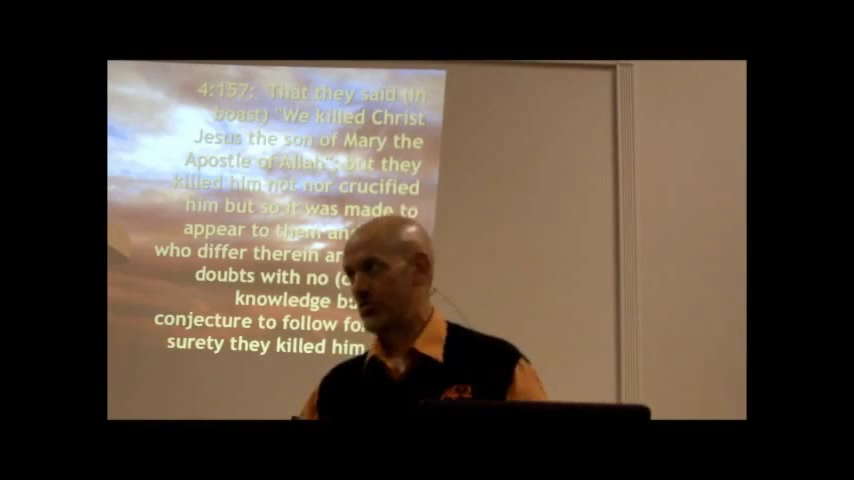 4:157: That they said (in
boast) "We killed Christ
Jesus the son of Mary the
Apostle of Allah"; but they
killed him not nor crucified
him but so it was made to
appear to them and
who differ therein
doubts with no
knowledge
conjecture to follow
surety they killed him